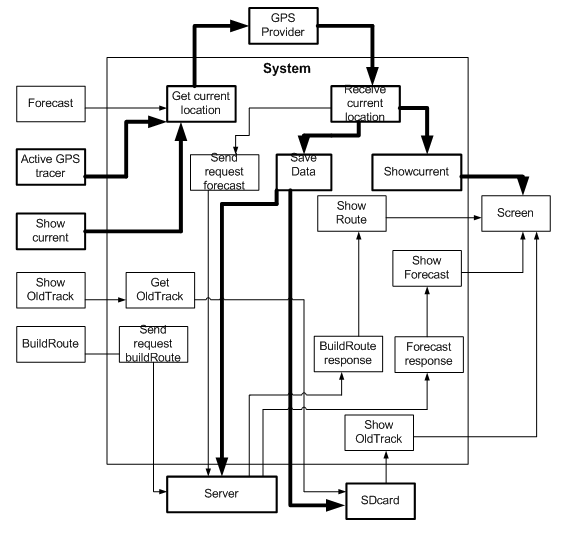 GPS
Provider
System
Forecast
Get current
location
Receive
current
location
Active GPS
tracer
Send
request
forecast
Save
Data
Showcurrent
Show
current
Show
Route
Screen
Show
OldTrack
Get
OldTrack
Show
Forecast
BuildRoute
Send
request
buildRoute
BuildRoute
response
Forecast
response
Show
OldTrack
Server
SDcard